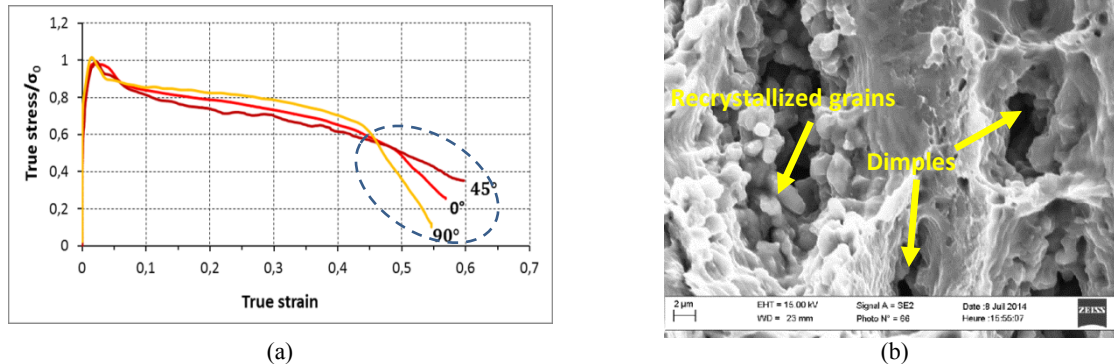 1,2
1
0,8
0,6
0,4
0,2
0
0
0,1
0,2
0,3
0,4
0,5
0,6
0,7
True stress/σ₀
True strain
45°
0°
90°
(a)
Recrystallized grains
Dimples
2 µm
EHT = 15.00 kV
WD = 23 mm
Signal A = SE2
Photo N° = 66
Date :8 Juil 2014
Heure :15:55:07
ZEISS
(b)